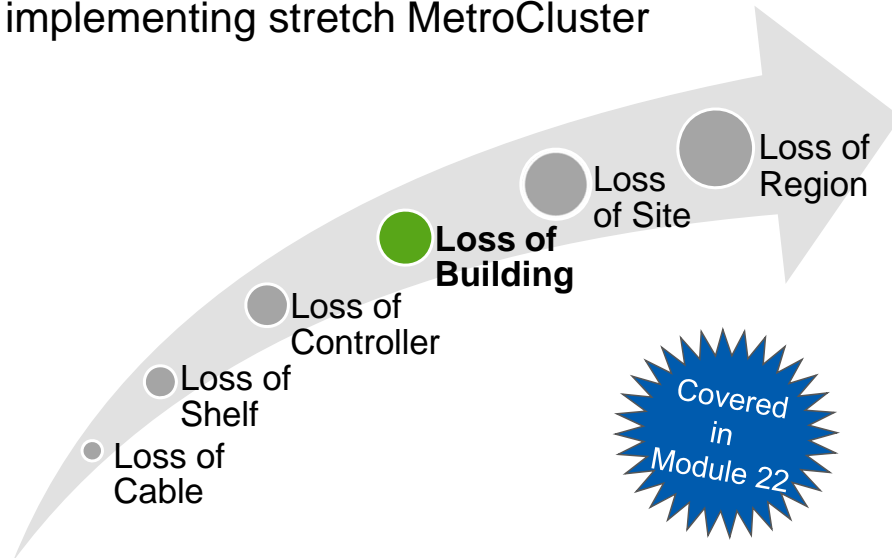 implementing stretch MetroCluster
Loss of
Region
Loss
of Site
Loss of
Building
Loss of
Controller
Loss of
Shelf
Loss of
Cable
Covered
in
Module 22